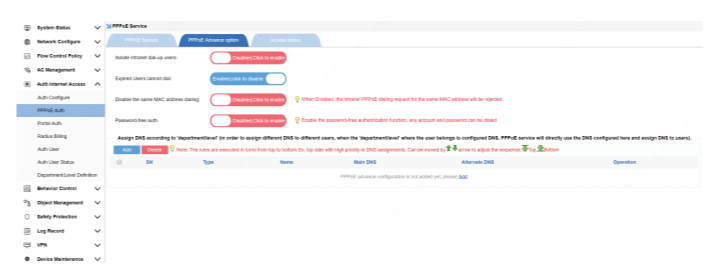 System Status
Network Configure
Flow Control Policy
AC Management
Auth Internet Access
Auth Configure
PPPoE Auth
Portal Auth
Radius Billing
Auth User
Auth User Status
Department/Level Definition
Behavior Control
Object Management
Safety Protection
Log Record
VPN
Device Maintenance
PPPoE Service
PPPoE Service
PPPoE Advance option
Access status
Isolate intranet dial-up users:
Disabled,Click to enable
Expired Users cannot dial:
Enabled,click to disable
Disable the same MAC address dialing:
Disabled,Click to enable
When Enabled, the intranet PPPoE dialing request for the same MAC address will be rejected
Password-free auth:
Disabled,Click to enable
Enable the password-free authentication function, any account and password can be dialed
Assign DNS according to 'department/level' (in order to assign different DNS to different users, when the 'department/level' where the user belongs is configured DNS, PPPoE service will directly use the DNS configured here and assign DNS to users).
Add
Delete
Note: The rules are executed in turns from top to bottom So, top older with high priority in DNS assignments. Can be moved by arrow to adjust the sequence, Top, Bottom
SN
Type
Name
Main DNS
Alternate DNS
Operation
PPPoE advance configuration is not added yet, please Add!